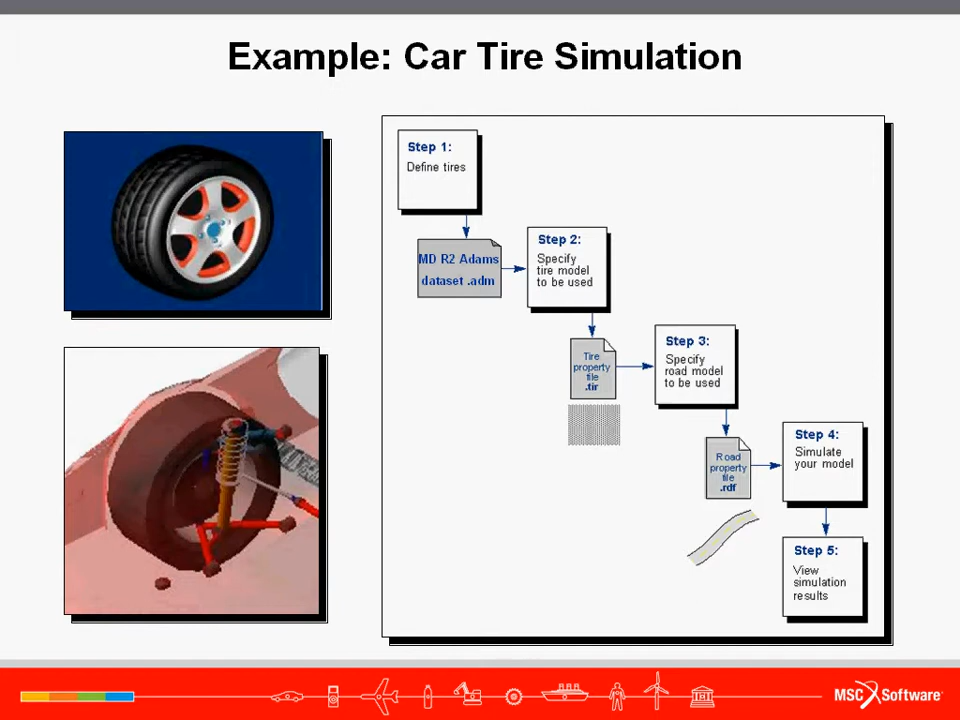 Example: Car Tire Simulation
Step 1:
Define tires
MD R2 Adams
dataset .adm
Step 2:
Specify
tire model
to be used
Tire
property
file
.tir
Step 3:
Specify
road model
to be used
Road
property
file
.rdf
Step 4:
Simulate
your model
Step 5:
View
simulation
results
MSC Software